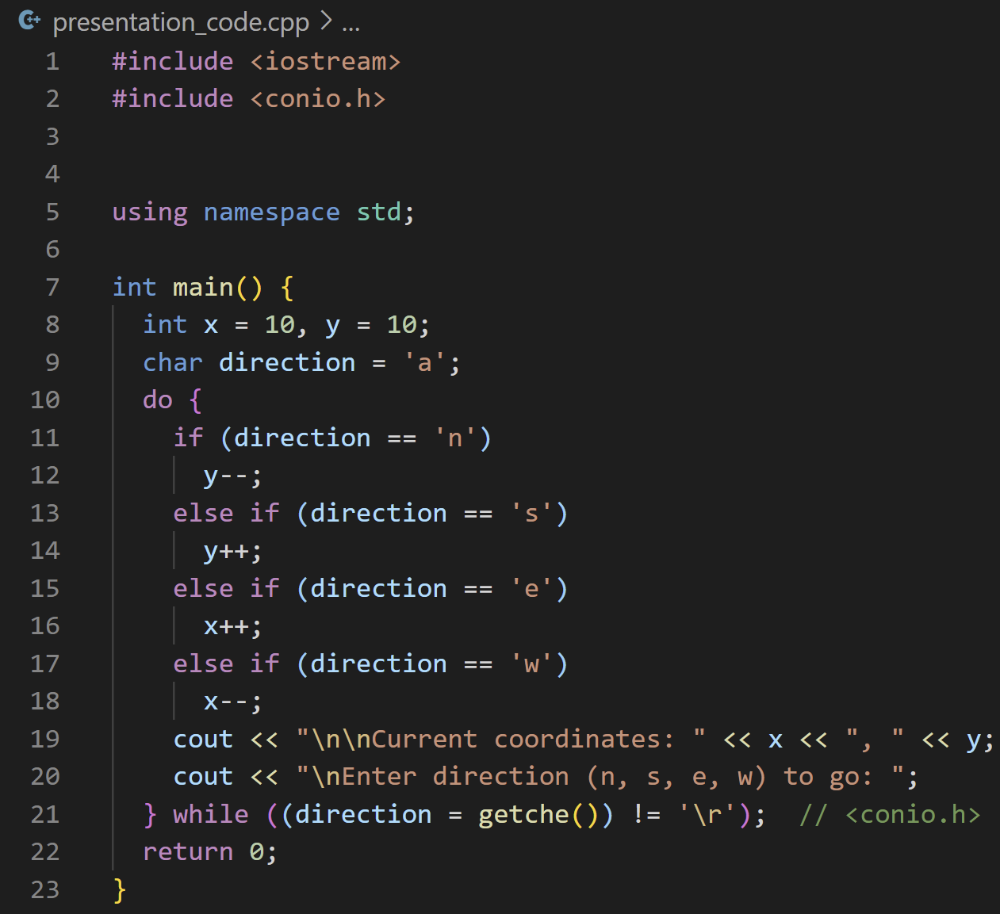 presentation_code.cpp > ...
1 #include <iostream>
2 #include <conio.h>
3
4
5 using namespace std;
6
7 int main() {
8   int x = 10, y = 10;
9   char direction = 'a';
10   do {
11     if (direction == 'n')
12       y--;
13     else if (direction == 's')
14       y++;
15     else if (direction == 'e')
16       x++;
17     else if (direction == 'w')
18       x--;
19     cout << "\n\nCurrent coordinates: " << x << ", " << y;
20     cout << "\nEnter direction (n, s, e, w) to go: ";
21   } while ((direction = getche()) != '\r');  // <conio.h>
22   return 0;
23 }